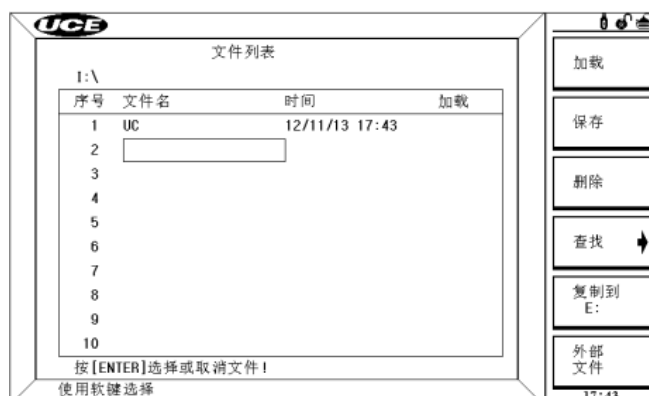 UCE
文件列表
I:\
序号 文件名 时间 加载
1 UC 12/11/13 17:43
2
3
4
5
6
7
8
9
10
按[ENTER]选择或取消文件!
使用软键选择
加载
保存
删除
查找
复制到
E:
外部
文件
17:43